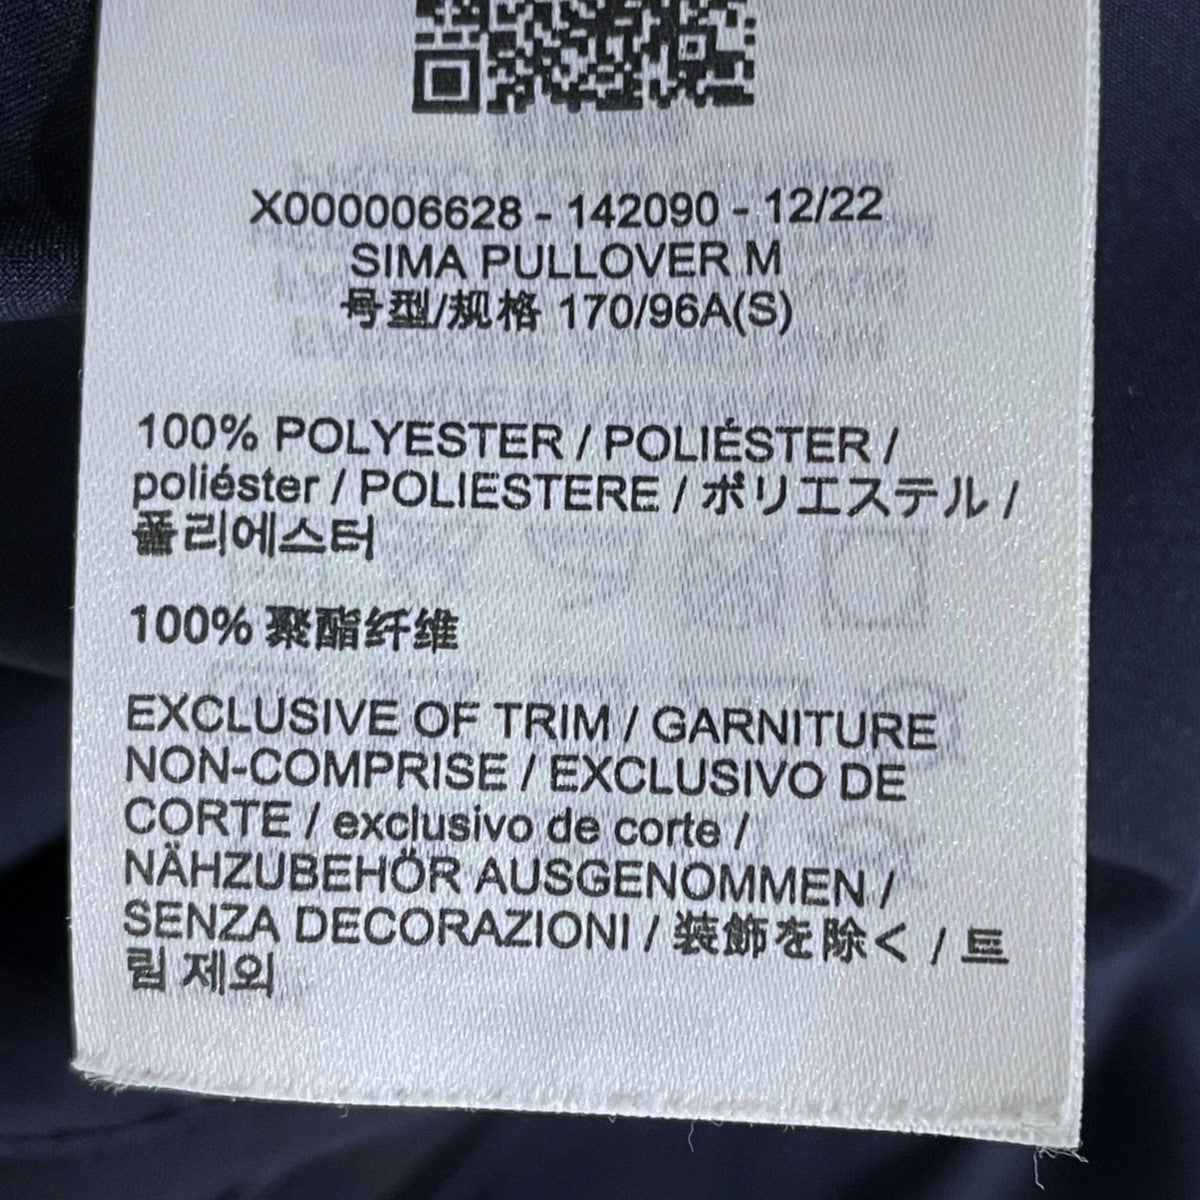 X000006628 - 142090 - 12/22
SIMA PULLOVER M
号型/规格 170/96A(S)
100% POLYESTER / POLIÉSTER /
poliéster / POLIESTERE / ポリエステル /
폴리에스터
100% 聚酯纤维
EXCLUSIVE OF TRIM / GARNITURE
NON-COMPRISE / EXCLUSIVO DE
CORTE / exclusivo de corte /
NÄHZUBEHÖR AUSGENOMMEN /
SENZA DECORAZIONI / 装飾を除く / 트
림 제외